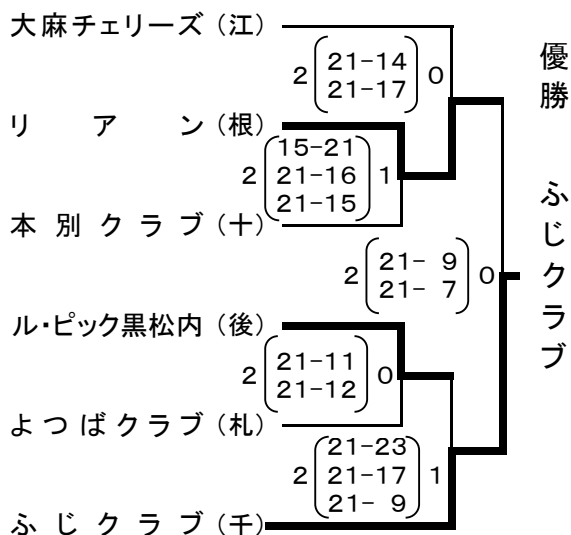 大麻チェリーズ（江）
2 21-14 0
21-17
リアン（根）
15-21
2 21-16 1
21-15
本別クラブ（十）
2 21- 9 0
21- 7
ル・ピック黒松内（後）
2 21-11 0
21-12
よつばクラブ（札）
21-23
2 21-17 1
21- 9
ふじクラブ（千）
優勝 ふじクラブ